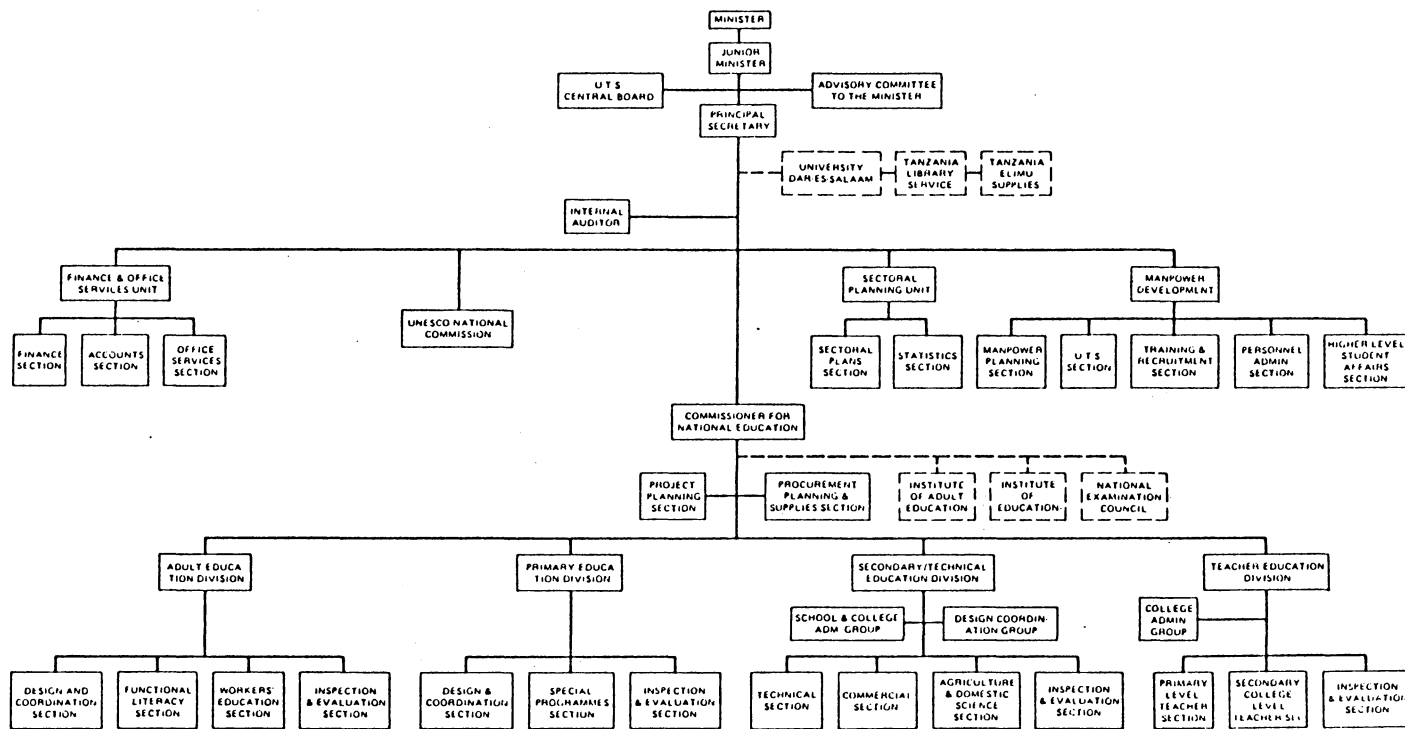 MINISTER
JUNIOR
MINISTER
U T S
CENTRAL BOARD
ADVISORY COMMITTEE
TO THE MINISTER
PRINCIPAL
SECRETARY
UNIVERSITY
DAR-ES-SALAAM
TANZANIA
LIBRARY
SERVICE
TANZANIA
ELIMU
SUPPLIES
INTERNAL
AUDITOR
FINANCE & OFFICE
SERVICES UNIT
UNESCO NATIONAL
COMMISSION
SECTORAL
PLANNING UNIT
MANPOWER
DEVELOPMENT
FINANCE
SECTION
ACCOUNTS
SECTION
OFFICE
SERVICES
SECTION
SECTORAL
PLANS
SECTION
STATISTICS
SECTION
MANPOWER
PLANNING
SECTION
U T S
SECTION
TRAINING &
RECRUITMENT
SECTION
PERSONNEL
ADMIN
SECTION
HIGHER LEVEL
STUDENT
AFFAIRS
SECTION
COMMISSIONER FOR
NATIONAL EDUCATION
PROJECT
PLANNING
SECTION
PROCUREMENT
PLANNING &
SUPPLIES SECTION
INSTITUTE
OF ADULT
EDUCATION
INSTITUTE
OF
EDUCATION
NATIONAL
EXAMINATION
COUNCIL
ADULT EDUCA
TION DIVISION
PRIMARY EDUCA
TION DIVISION
SECONDARY/TECHNICAL
EDUCATION DIVISION
TEACHER EDUCATION
DIVISION
SCHOOL & COLLEGE
ADM. GROUP
DESIGN COORDIN-
ATION GROUP
COLLEGE
ADMIN
GROUP
DESIGN AND
COORDINATION
SECTION
FUNCTIONAL
LITERACY
SECTION
WORKERS'
EDUCATION
SECTION
INSPECTION
& EVALUATION
SECTION
DESIGN &
COORDINATION
SECTION
SPECIAL
PROGRAMMES
SECTION
INSPECTION
& EVALUATION
SECTION
TECHNICAL
SECTION
COMMERCIAL
SECTION
AGRICULTURE
& DOMESTIC
SCIENCE
SECTION
INSPECTION
& EVALUATION
SECTION
PRIMARY
LEVEL
TEACHER
SECTION
SECONDARY
COLLEGE
LEVEL
TEACHER SEC
INSPECTION
& EVALUATION
SECTION